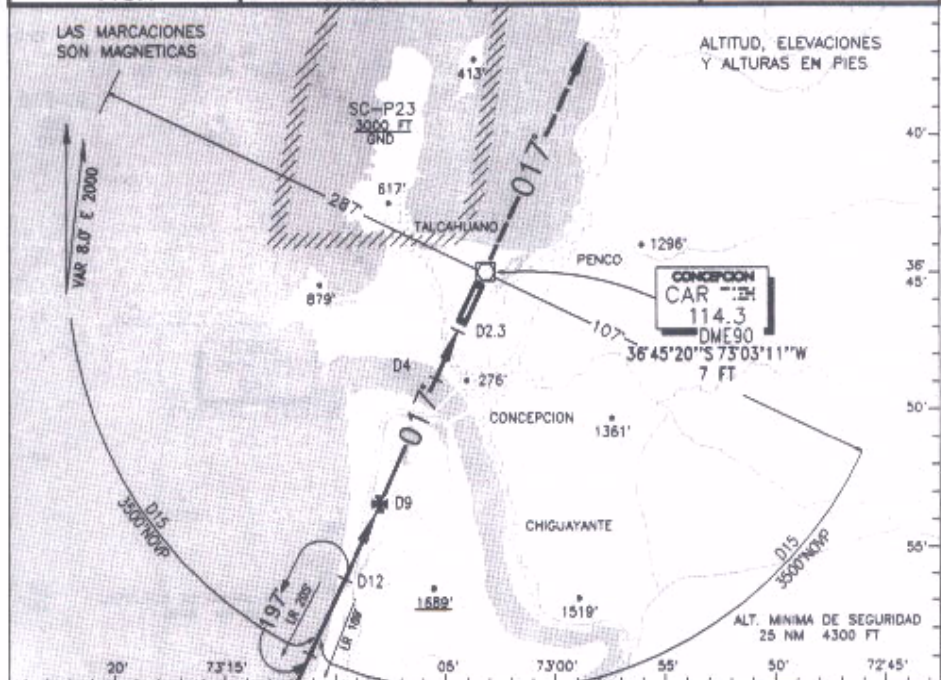 LAS MARCACIONES
SON MAGNETICAS
ALTITUD, ELEVACIONES
Y ALTURAS EN PIES
413'
SC-P23
3000 FT
GND
017°
40'
VAR 8.0' E 2000
287°
617'
TALCAHUANO
PENCO
1296'
36°
45'
879'
CONCEPCION
CAR
114.3
DME90
36°45'20"S 73°03'11"W
7 FT
107°
D2.3
D4
276'
017°
CONCEPCION
1361'
50'
D9
CHIGUAYANTE
D15
3500'NOVP
D15
3500'NOVP
55'
D12
197°
1689'
1519'
ALT. MINIMA DE SEGURIDAD
25 NM 4300 FT
20'
73°15'
05'
73°00'
55'
50'
72°45'